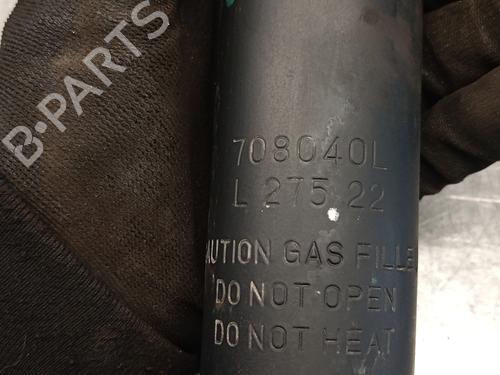 B-PARTS
708040L
L 275 22
AUTION GAS FILLE
DO NOT OPEN
DO NOT HEAT